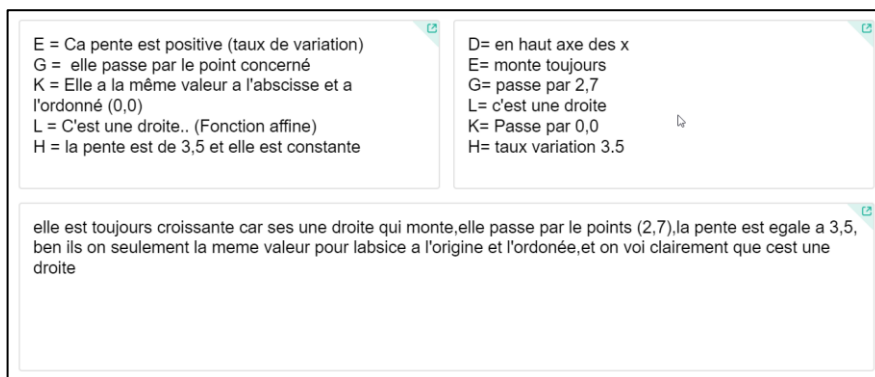 E = Ca pente est positive (taux de variation)
G =  elle passe par le point concerné
K = Elle a la même valeur a l'abscisse et a
l'ordonné (0,0)
L = C'est une droite.. (Fonction affine)
H = la pente est de 3,5 et elle est constante
D= en haut axe des x
E= monte toujours
G= passe par 2,7
L= c'est une droite
K= Passe par 0,0
H= taux variation 3.5
elle est toujours croissante car ses une droite qui monte,elle passe par le points (2,7),la pente est egale a 3,5,
ben ils on seulement la meme valeur pour labsice a l'origine et l'ordonée,et on voi clairement que cest une
droite